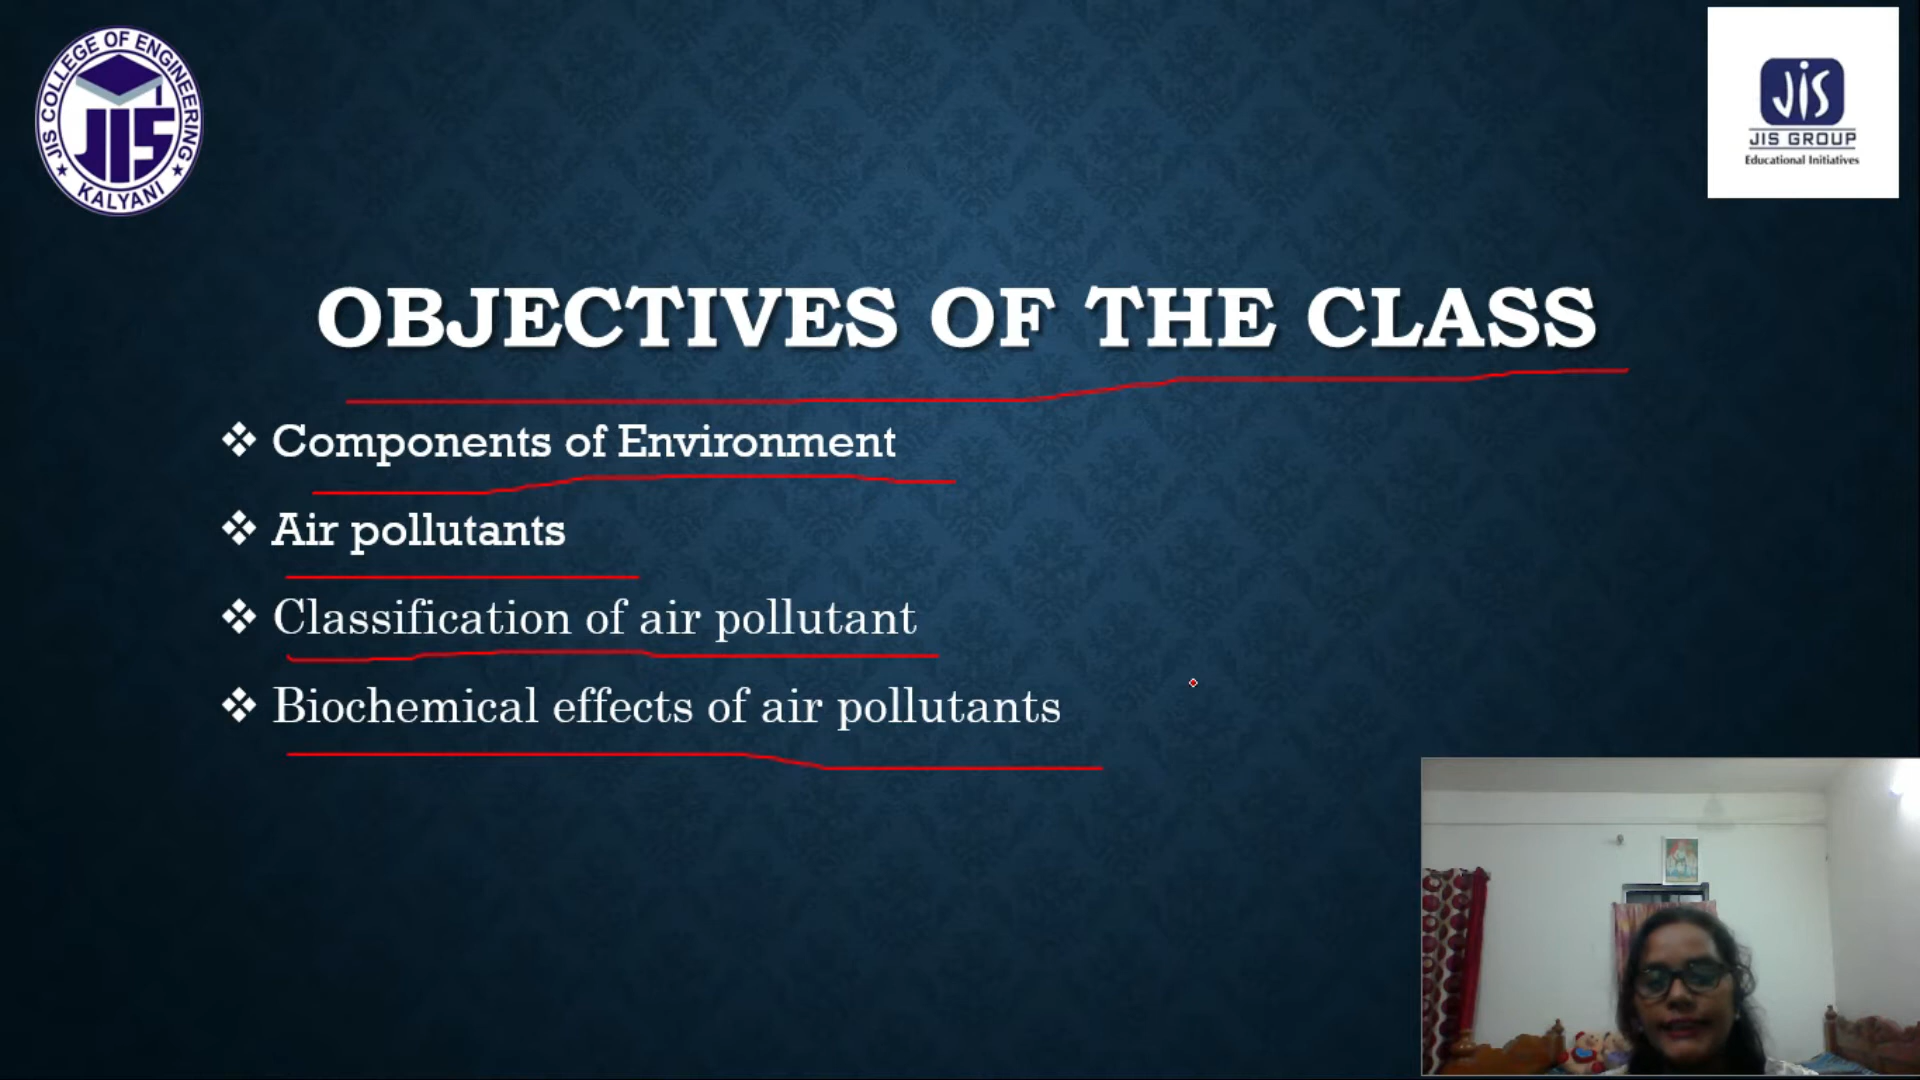 JIS COLLEGE OF ENGINEERING
KALYANI
JIS
JIS
JIS GROUP
Educational Initiatives
OBJECTIVES OF THE CLASS
❖ Components of Environment
❖ Air pollutants
❖ Classification of air pollutant
❖ Biochemical effects of air pollutants